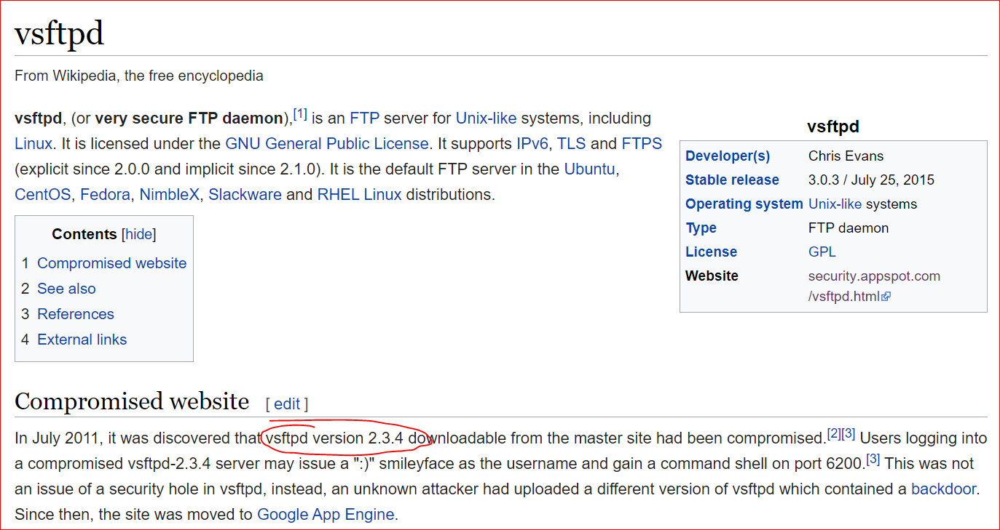 vsftpd
From Wikipedia, the free encyclopedia
vsftpd, (or very secure FTP daemon),[1] is an FTP server for Unix-like systems, including
Linux. It is licensed under the GNU General Public License. It supports IPv6, TLS and FTPS
(explicit since 2.0.0 and implicit since 2.1.0). It is the default FTP server in the Ubuntu,
CentOS, Fedora, NimbleX, Slackware and RHEL Linux distributions.
vsftpd
Developer(s) Chris Evans
Stable release 3.0.3 / July 25, 2015
Operating system Unix-like systems
Type FTP daemon
License GPL
Website security.appspot.com
/vsftpd.html
Contents [hide]
1 Compromised website
2 See also
3 References
4 External links
Compromised website [ edit ]
In July 2011, it was discovered that vsftpd version 2.3.4 downloadable from the master site had been compromised.[2][3] Users logging into
a compromised vsftpd-2.3.4 server may issue a ":)" smileyface as the username and gain a command shell on port 6200.[3] This was not
an issue of a security hole in vsftpd, instead, an unknown attacker had uploaded a different version of vsftpd which contained a backdoor.
Since then, the site was moved to Google App Engine.